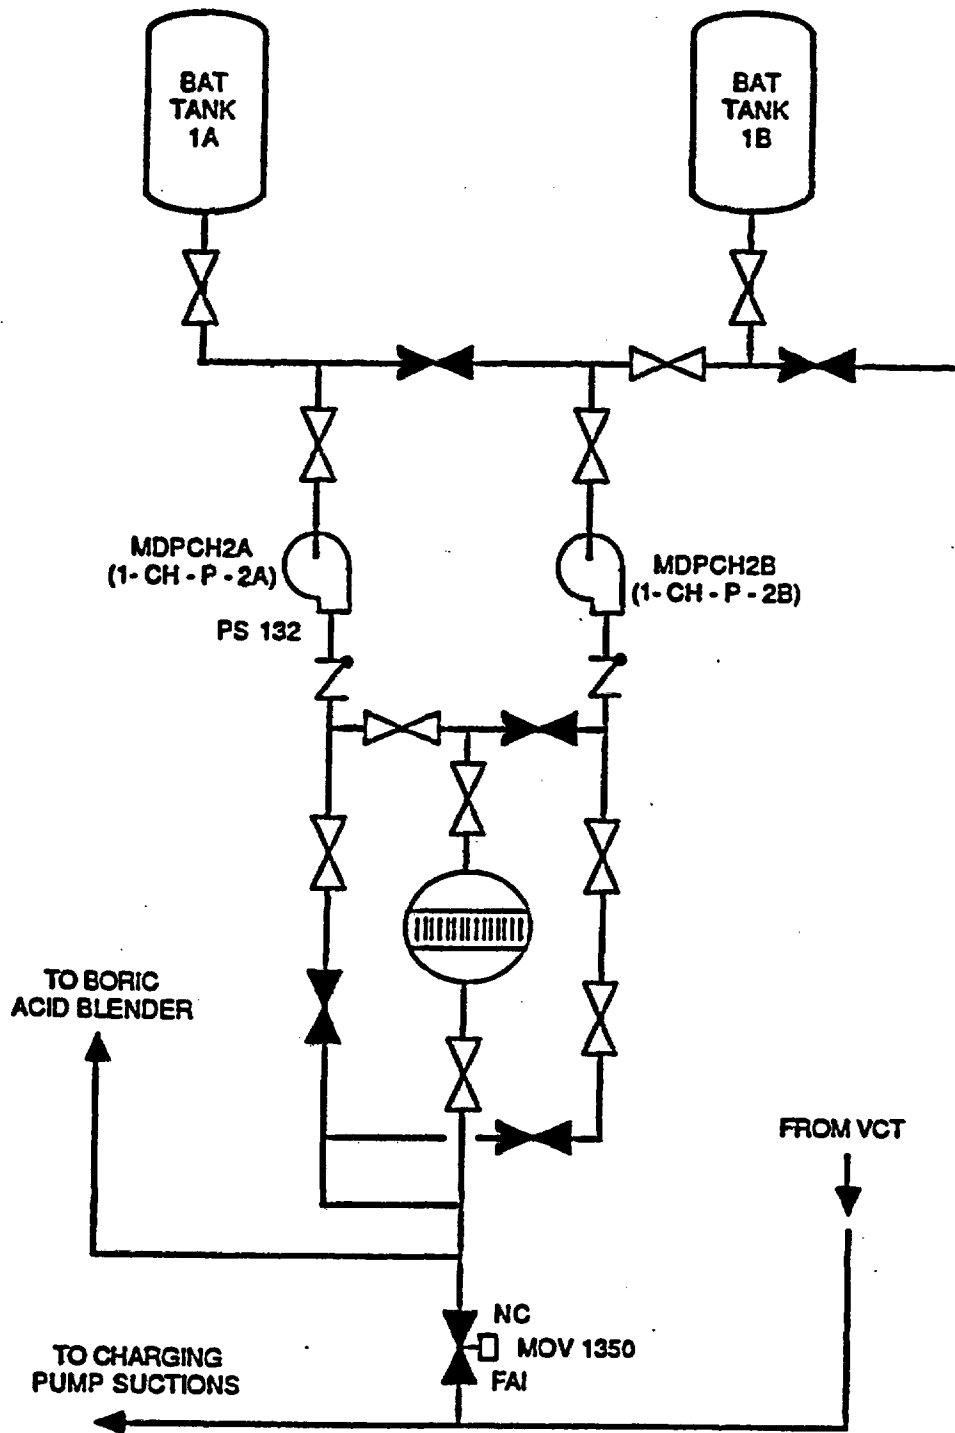 BAT
TANK
1A
BAT
TANK
1B
MDPCH2A
(1- CH - P - 2A)
PS 132
MDPCH2B
(1- CH - P - 2B)
TO BORIC
ACID BLENDER
FROM VCT
NC
MOV 1350
FAI
TO CHARGING
PUMP SUCTIONS